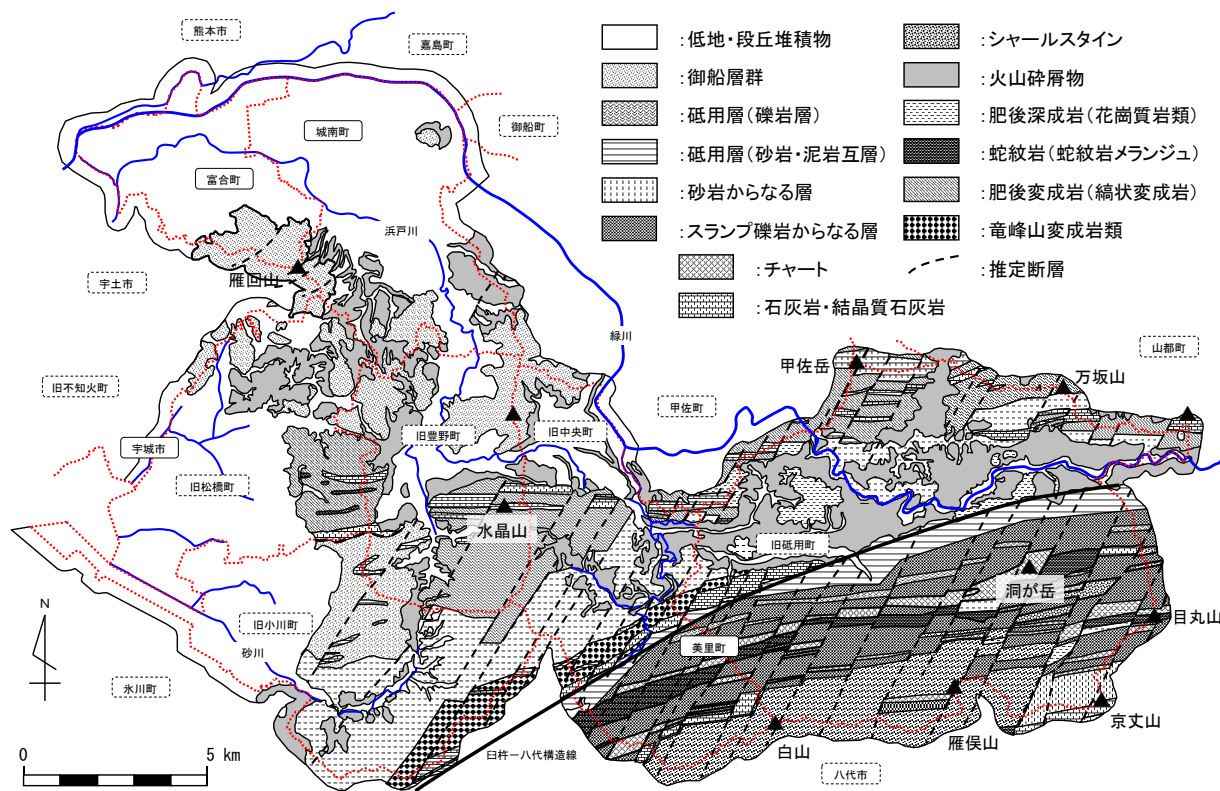 熊本市
嘉島町
御船町
城南町
富合町
浜戸川
宇土市
雁回山
緑川
旧不知火町
宇城市
旧松橋町
旧豊野町
旧中央町
甲佐町
甲佐岳
万坂山
山都町
水晶山
旧砥用町
洞が岳
目丸山
旧小川町
砂川
氷川町
美里町
京丈山
雁俣山
白山
八代市
臼杵－八代構造線
N
0 5 km
:低地・段丘堆積物
:御船層群
:砥用層(礫岩層)
:砥用層(砂岩・泥岩互層)
:砂岩からなる層
:スランプ礫岩からなる層
:チャート
:石灰岩・結晶質石灰岩
:シャールスタイン
:火山砕屑物
:肥後深成岩(花崗質岩類)
:蛇紋岩(蛇紋岩メランジュ)
:肥後変成岩(縞状変成岩)
:竜峰山変成岩類
:推定断層